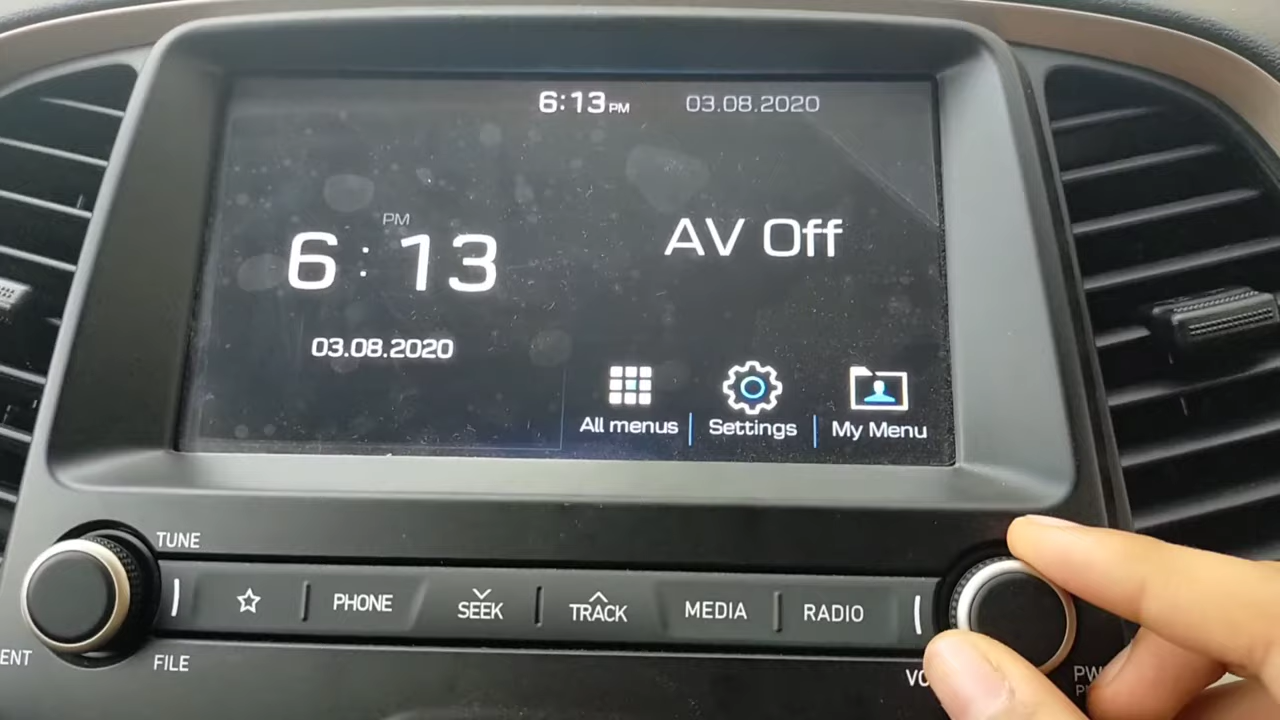 6:13 PM 03.08.2020
PM
6:13
03.08.2020
AV Off
All menus
Settings
My Menu
TUNE
PHONE
SEEK
TRACK
MEDIA
RADIO
FILE